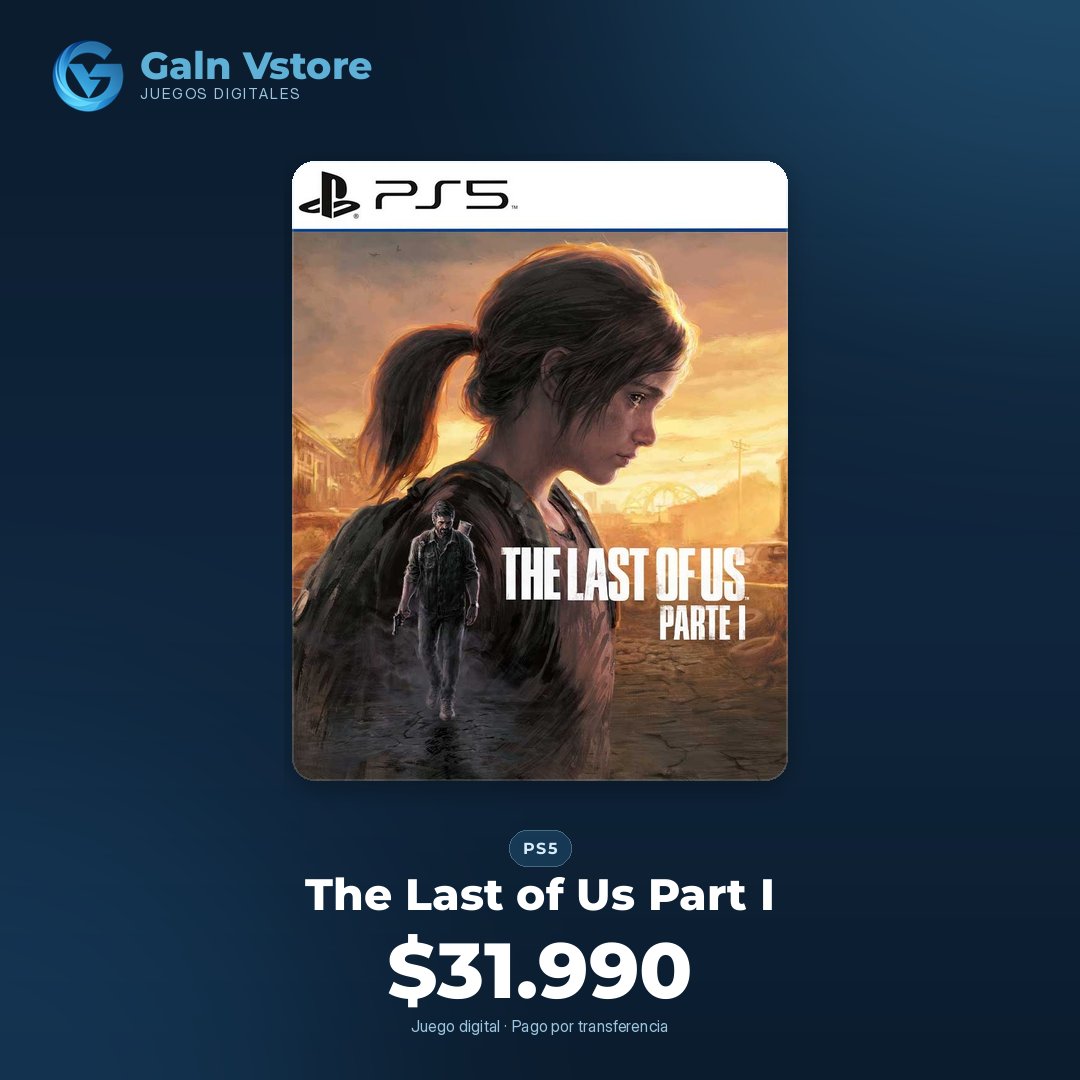 Galn Vstore
JUEGOS DIGITALES
PS5
THE LAST OF US
PARTE I
PS5
The Last of Us Part I
$31.990
Juego digital · Pago por transferencia